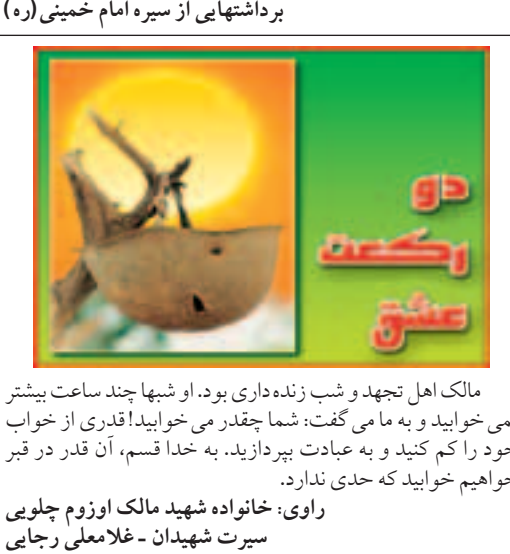 برداشتهایی از سیره امام خمینی(ره)
دو
رکعت
عشق
مالک اهل تجهد و شب زنده داری بود. او شبها چند ساعت بیشتر
نمی خوابید و به ما می گفت: شما چقدر می خوابید! قدری از خواب
خود را کم کنید و به عبادت بپردازید. به خدا قسم، آن قدر در قبر
خواهیم خوابید که حدی ندارد.
راوی: خانواده شهید مالک اوزوم چلویی
سیرت شهیدان ـ غلامعلی رجایی